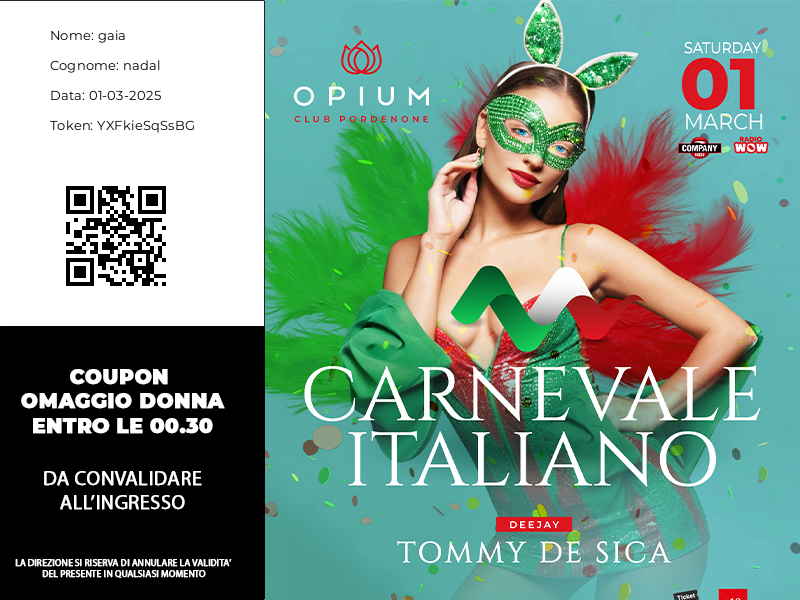 Nome: gaia
Cognome: nadal
Data: 01-03-2025
Token: YXFkieSqSsBG
COUPON
OMAGGIO DONNA
ENTRO LE 00.30
DA CONVALIDARE
ALL'INGRESSO
LA DIREZIONE SI RISERVA DI ANNULARE LA VALIDITA'
DEL PRESENTE IN QUALSIASI MOMENTO
OPIUM
CLUB PORDENONE
SATURDAY
01
MARCH
COMPANY
RADIO
WOW
CARNEVALE
ITALIANO
DEEJAY
TOMMY DE SICA
Ticket